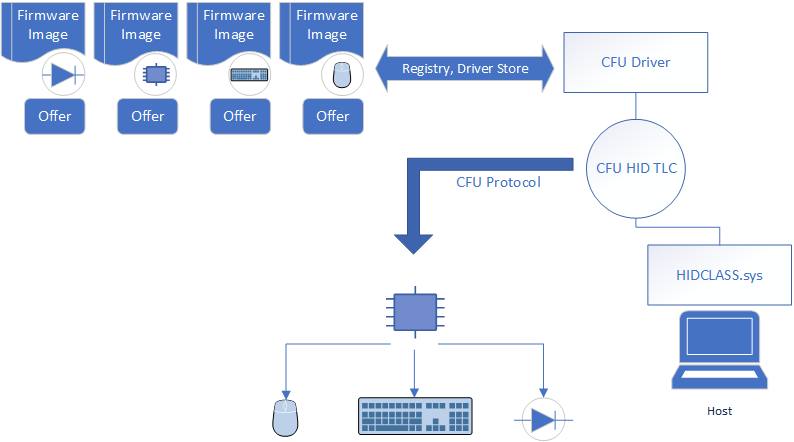 Firmware
Image
Firmware
Image
Firmware
Image
Firmware
Image
Offer
Offer
Offer
Offer
Registry, Driver Store
CFU Driver
CFU HID TLC
CFU Protocol
HIDCLASS.sys
Host